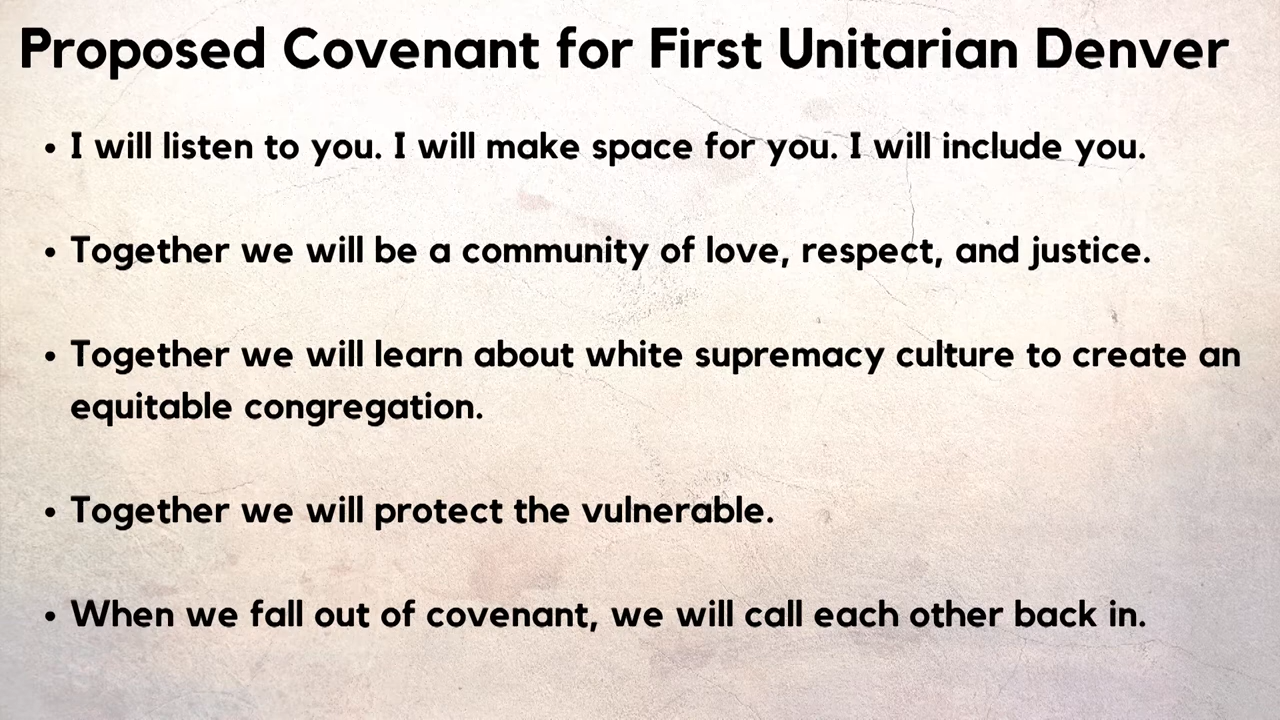 Proposed Covenant for First Unitarian Denver
• I will listen to you. I will make space for you. I will include you.
• Together we will be a community of love, respect, and justice.
• Together we will learn about white supremacy culture to create an
equitable congregation.
• Together we will protect the vulnerable.
• When we fall out of covenant, we will call each other back in.